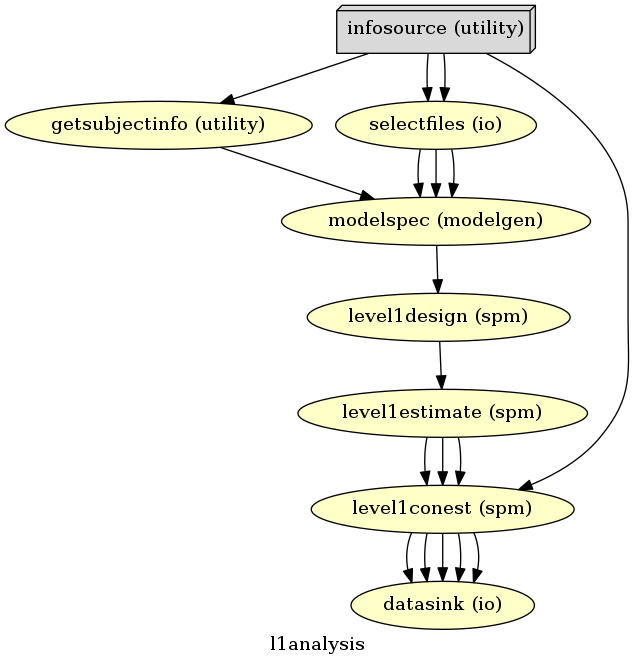 infosource (utility)
getsubjectinfo (utility)
selectfiles (io)
modelspec (modelgen)
level1design (spm)
level1estimate (spm)
level1conest (spm)
datasink (io)
l1analysis